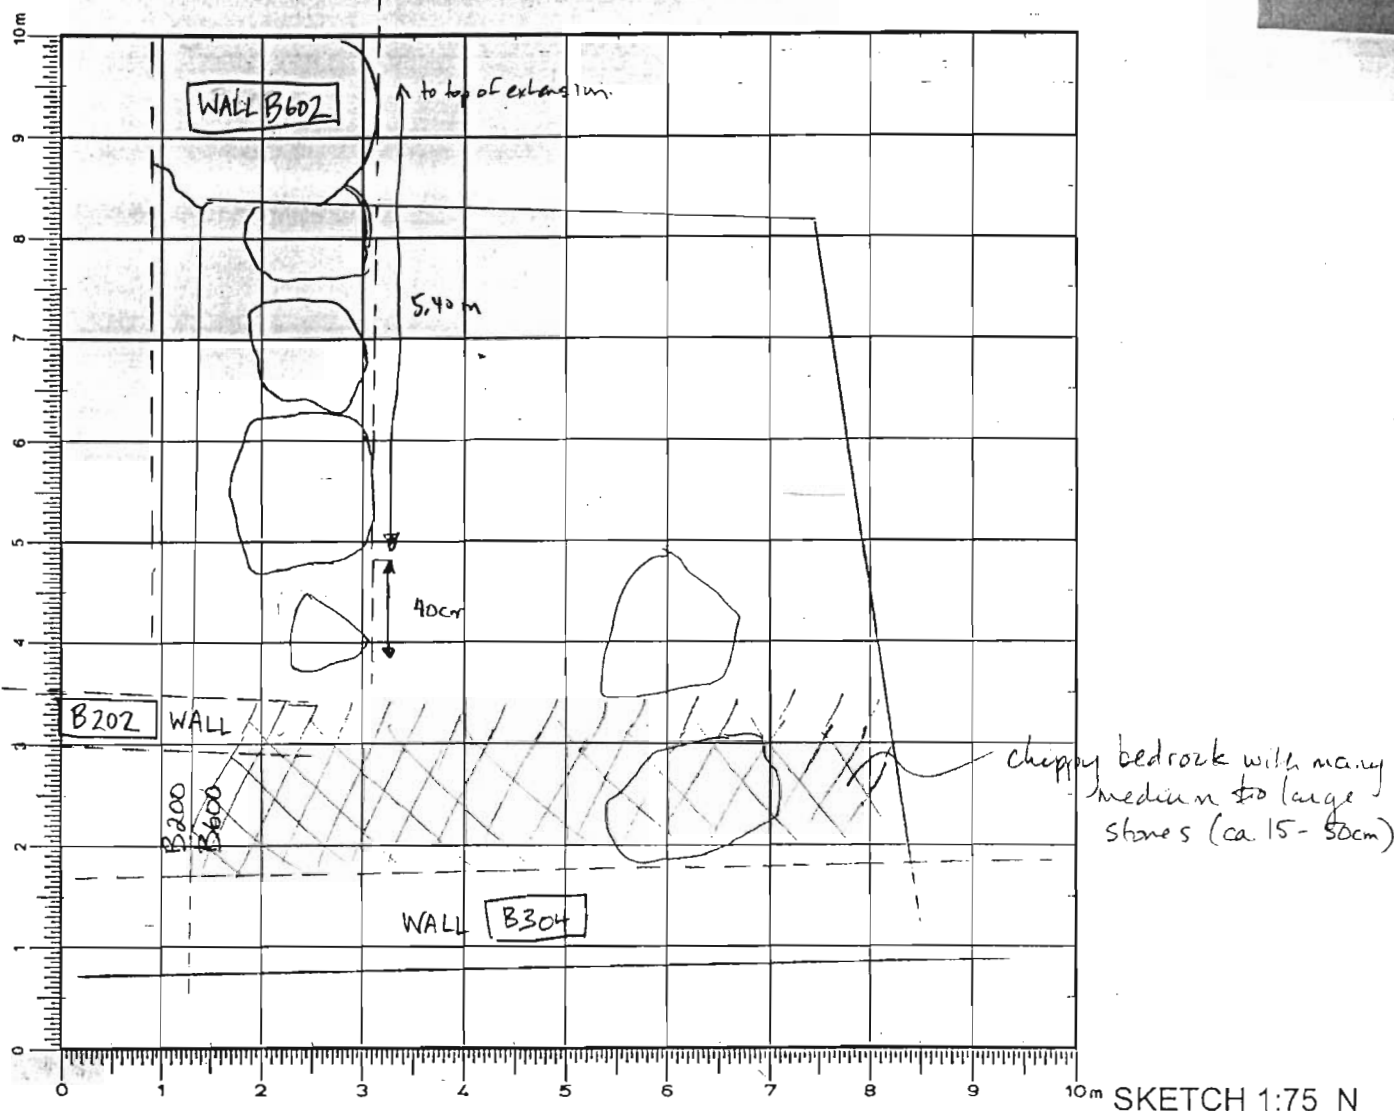 10m
WALL B602
to top of extension.
9
8
5.40 m
7
6
5
40cm
4
B202 WALL
3
chippy bedrock with many
medium to large
stones (ca 15 - 50cm)
B200
B600
2
WALL B304
1
0
0 1 2 3 4 5 6 7 8 9 10m
SKETCH 1:75 N